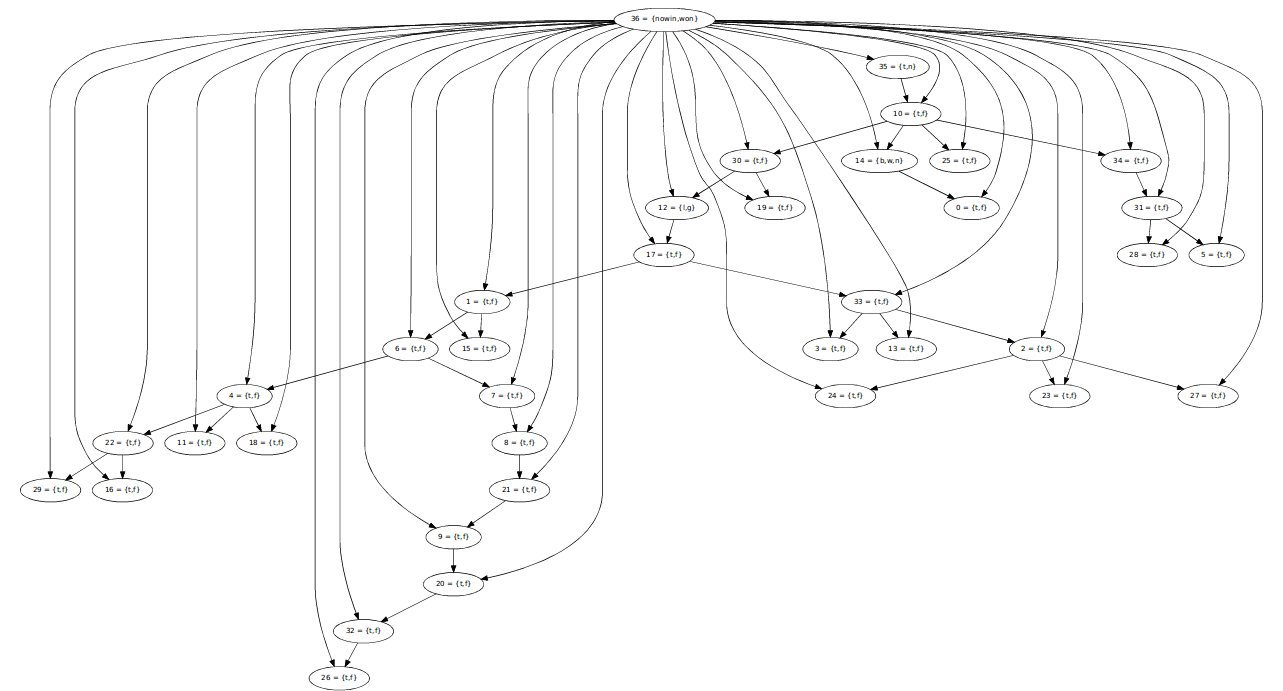 36 = {nowin,won}
35 = {t,n}
10 = {t,f}
30 = {t,f}
14 = {b,w,n}
25 = {t,f}
34 = {t,f}
12 = {l,g}
19 = {t,f}
0 = {t,f}
31 = {t,f}
17 = {t,f}
28 = {t,f}
5 = {t,f}
1 = {t,f}
33 = {t,f}
6 = {t,f}
15 = {t,f}
3 = {t,f}
13 = {t,f}
2 = {t,f}
4 = {t,f}
7 = {t,f}
24 = {t,f}
23 = {t,f}
27 = {t,f}
22 = {t,f}
11 = {t,f}
18 = {t,f}
8 = {t,f}
29 = {t,f}
16 = {t,f}
21 = {t,f}
9 = {t,f}
20 = {t,f}
32 = {t,f}
26 = {t,f}